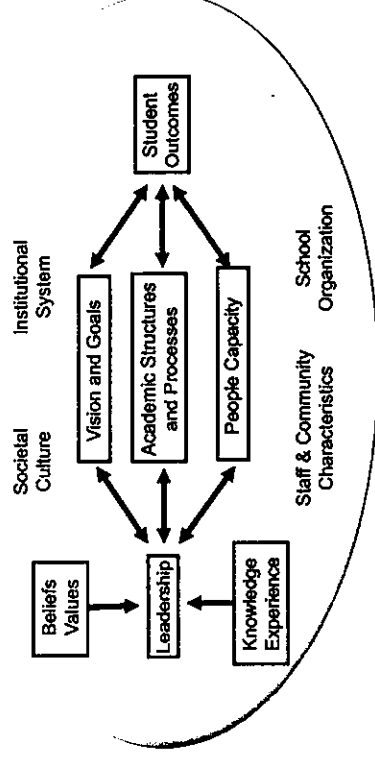 Societal
Culture
Institutional
System
Beliefs
Values
Leadership
Knowledge
Experience
Vision and Goals
Academic Structures
and Processes
People Capacity
Student
Outcomes
Staff & Community
Characteristics
School
Organization